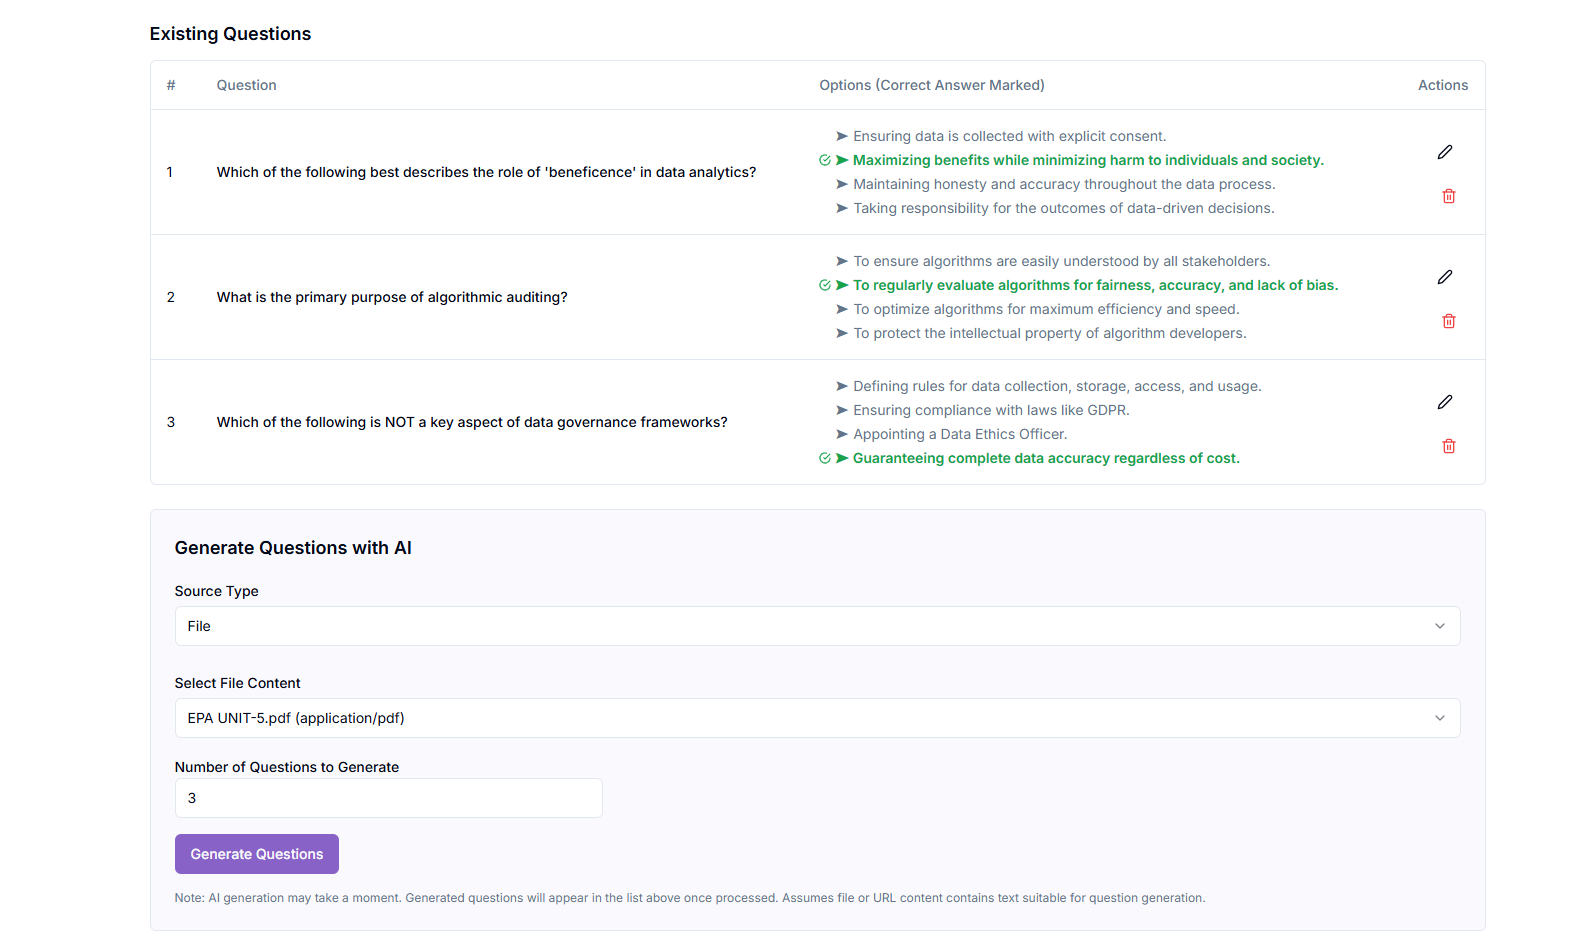 Existing Questions
# Question Options (Correct Answer Marked) Actions
➤ Ensuring data is collected with explicit consent.
➤ Maximizing benefits while minimizing harm to individuals and society.
1 Which of the following best describes the role of 'beneficence' in data analytics?
➤ Maintaining honesty and accuracy throughout the data process.
➤ Taking responsibility for the outcomes of data-driven decisions.
➤ To ensure algorithms are easily understood by all stakeholders.
➤ To regularly evaluate algorithms for fairness, accuracy, and lack of bias.
2 What is the primary purpose of algorithmic auditing?
➤ To optimize algorithms for maximum efficiency and speed.
➤ To protect the intellectual property of algorithm developers.
➤ Defining rules for data collection, storage, access, and usage.
➤ Ensuring compliance with laws like GDPR.
3 Which of the following is NOT a key aspect of data governance frameworks?
➤ Appointing a Data Ethics Officer.
➤ Guaranteeing complete data accuracy regardless of cost.
Generate Questions with AI
Source Type
File
Select File Content
EPA UNIT-5.pdf (application/pdf)
Number of Questions to Generate
3
Generate Questions
Note: AI generation may take a moment. Generated questions will appear in the list above once processed. Assumes file or URL content contains text suitable for question generation.